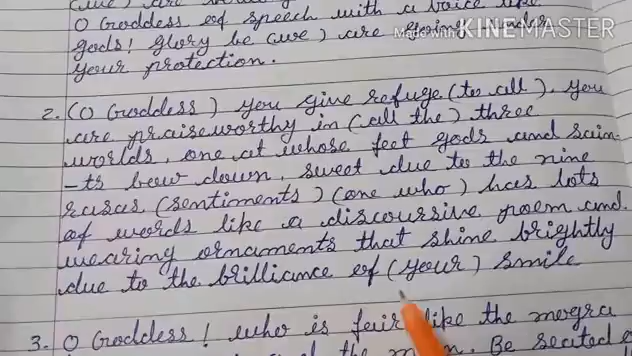 are
O Goddess of speech with a voice like
gods! Glory be (we) are going under
your protection.
2. (O Goddess) you give refuge (to all). You
are praiseworthy in (all the) three
worlds, one at whose feet gods and sain-
-ts bow down, sweet due to the nine
rasas (sentiments) (one who) has lots
of words like a discoursive poem and
wearing ornaments that shine brightly
due to the brilliance of (your) smile
3. O Goddess! who is fair like the mogra
the Be seated
Made with KINEMASTER